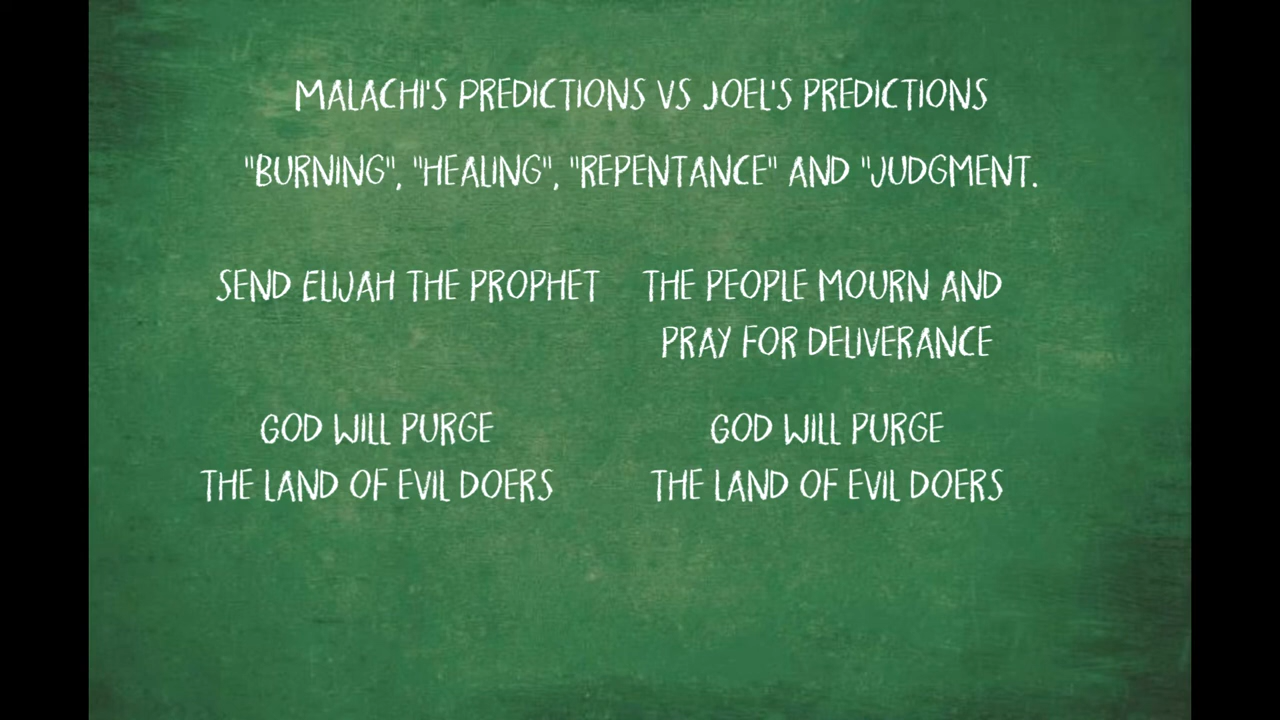 MALACHI'S PREDICTIONS VS JOEL'S PREDICTIONS
"BURNING", "HEALING", "REPENTANCE" AND "JUDGMENT.
SEND ELIJAH THE PROPHET
THE PEOPLE MOURN AND
PRAY FOR DELIVERANCE
GOD WILL PURGE
THE LAND OF EVIL DOERS
GOD WILL PURGE
THE LAND OF EVIL DOERS